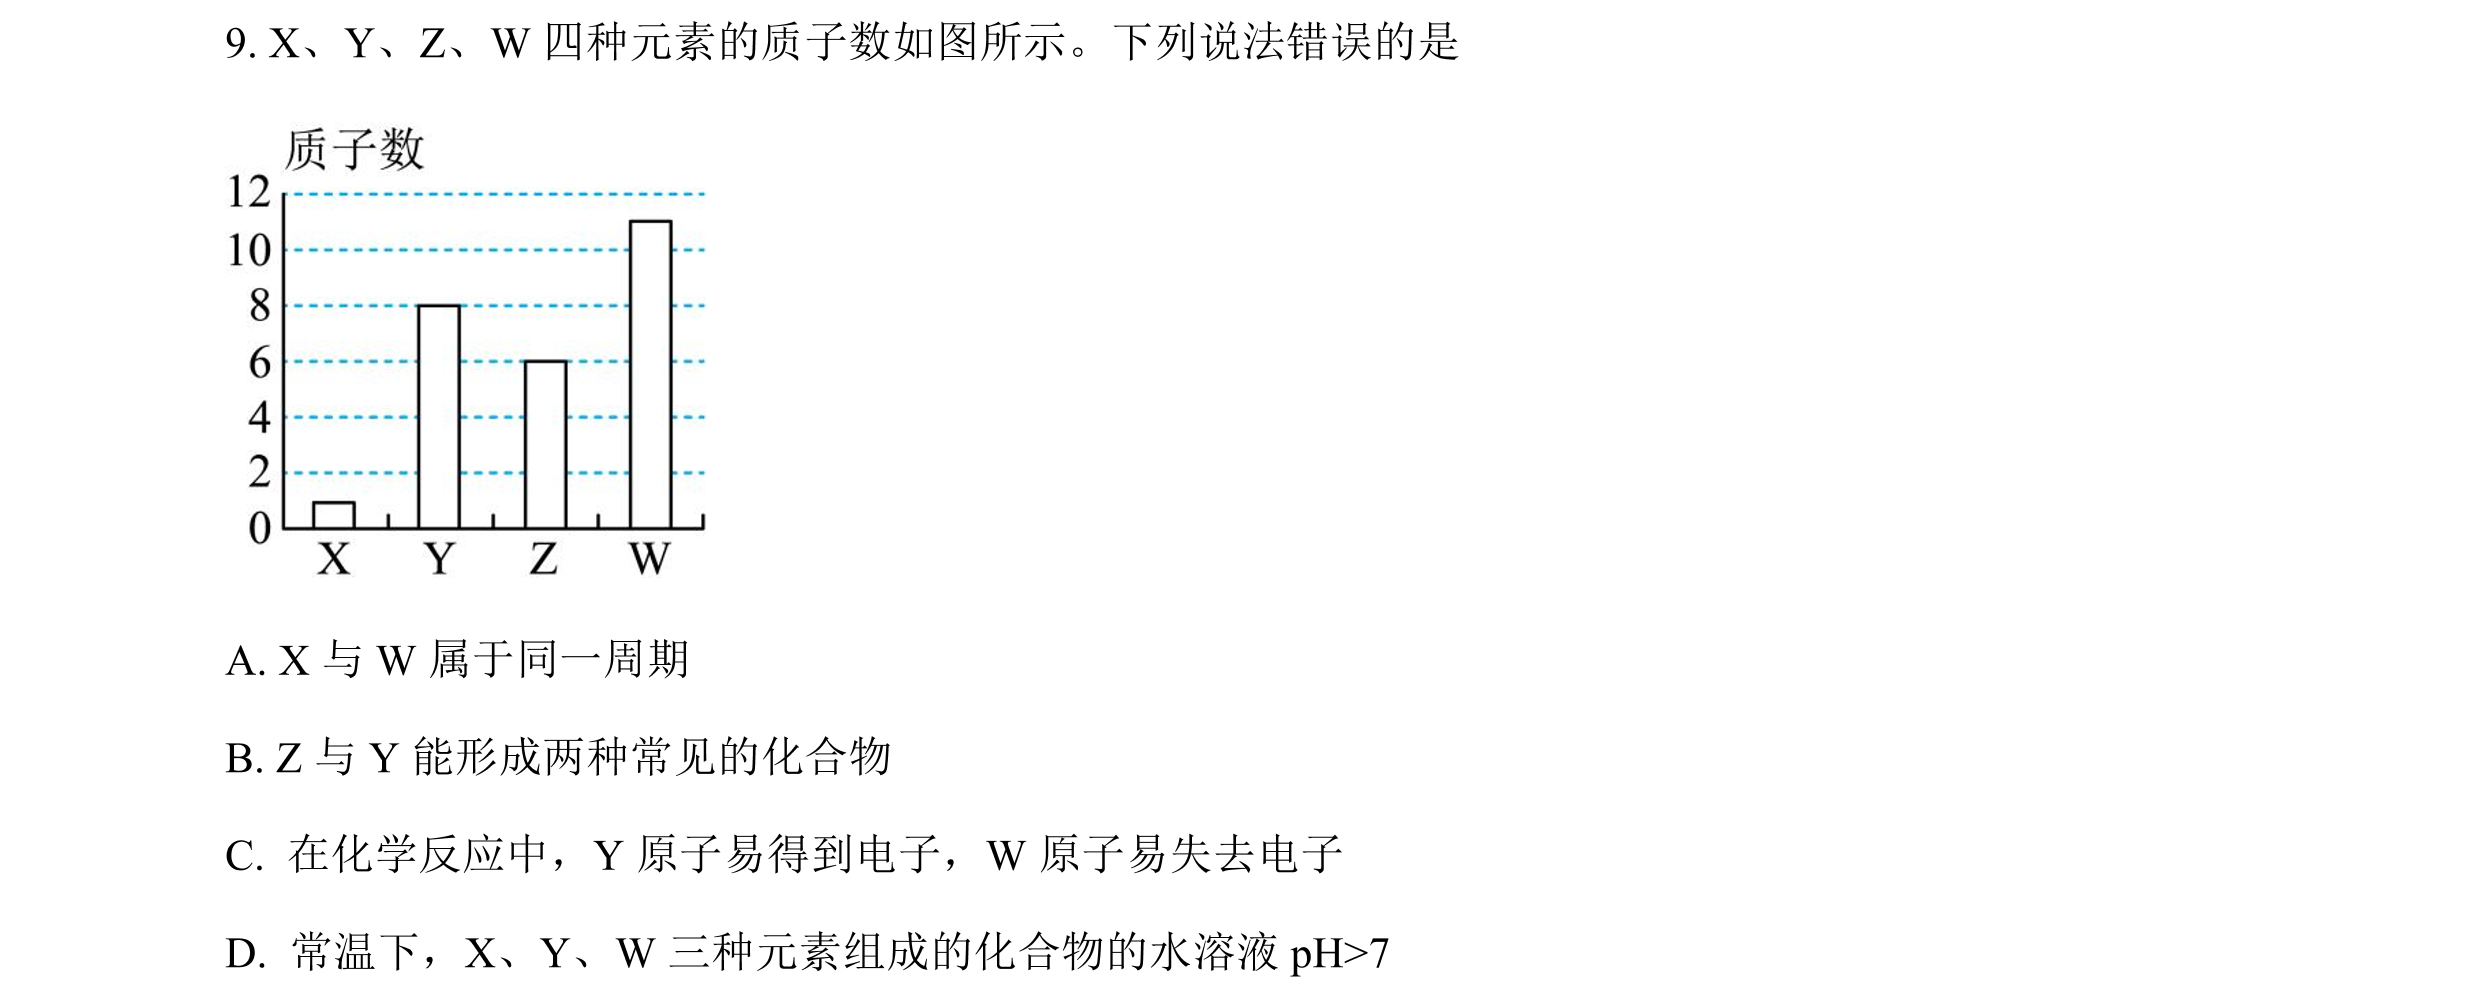 9. X、Y、Z、W 四种元素的质子数如图所示。下列说法错误的是
质子数
12
10
8
6
4
2
0
X Y Z W
A. X 与 W 属于同一周期
B. Z 与 Y 能形成两种常见的化合物
C. 在化学反应中，Y 原子易得到电子，W 原子易失去电子
D. 常温下，X、Y、W 三种元素组成的化合物的水溶液 pH>7